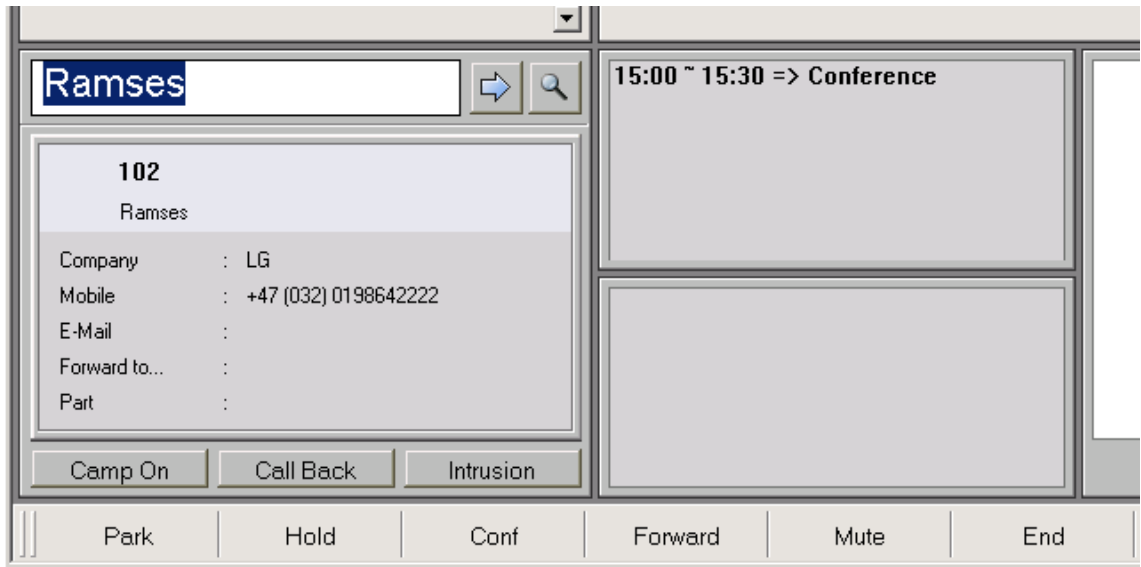 Ramses
15:00 ~ 15:30 => Conference
102
Ramses
Company : LG
Mobile : +47 (032) 0198642222
E-Mail :
Forward to... :
Part :
Camp On Call Back Intrusion
Park Hold Conf Forward Mute End